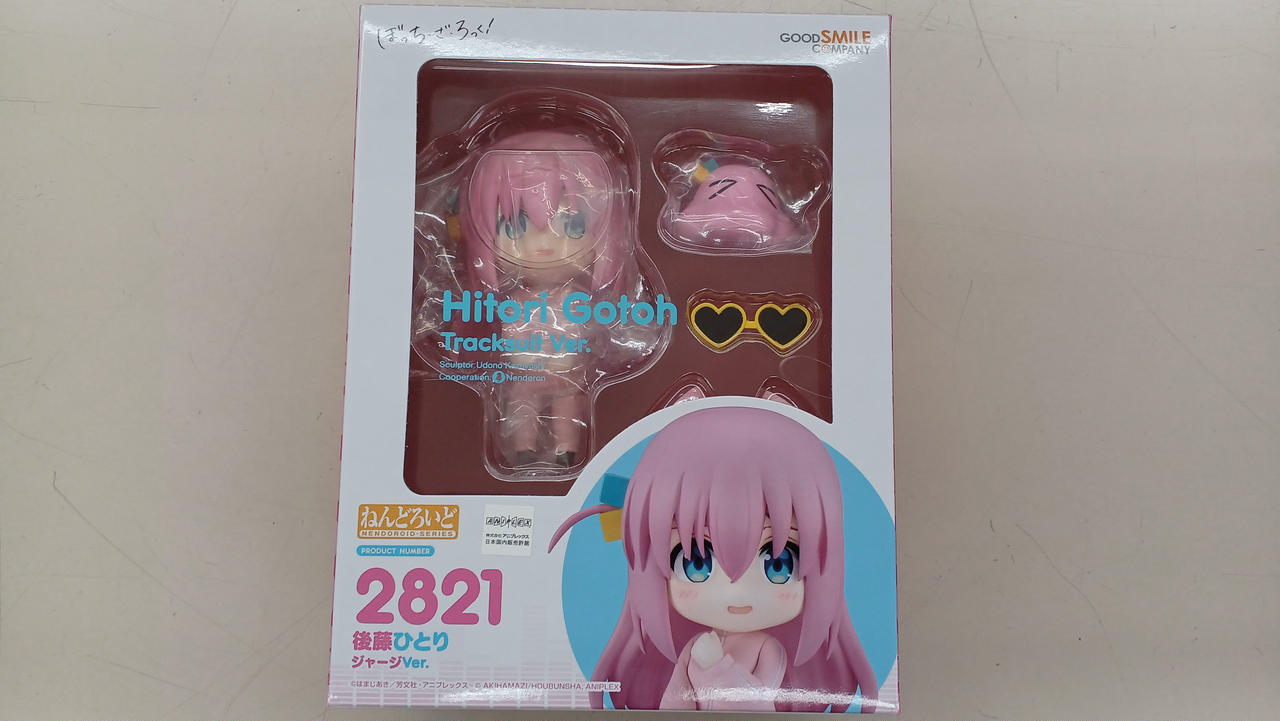 ぼっち・ざ・ろっく!
GOODSMILE
COMPANY
Hitori Gotoh
Tracksuit Ver.
Sculptor:Udono
Cooperation: Nendoron
ねんどろいど
NENDOROID-SERIES
ANIPLEX
株式会社アニプレックス
日本国内販売許諾
PRODUCT NUMBER
2821
後藤ひとり
ジャージVer.
©はまじあき/芳文社・アニプレックス © AKIHAMAZI/HOUBUNSHA, ANIPLEX